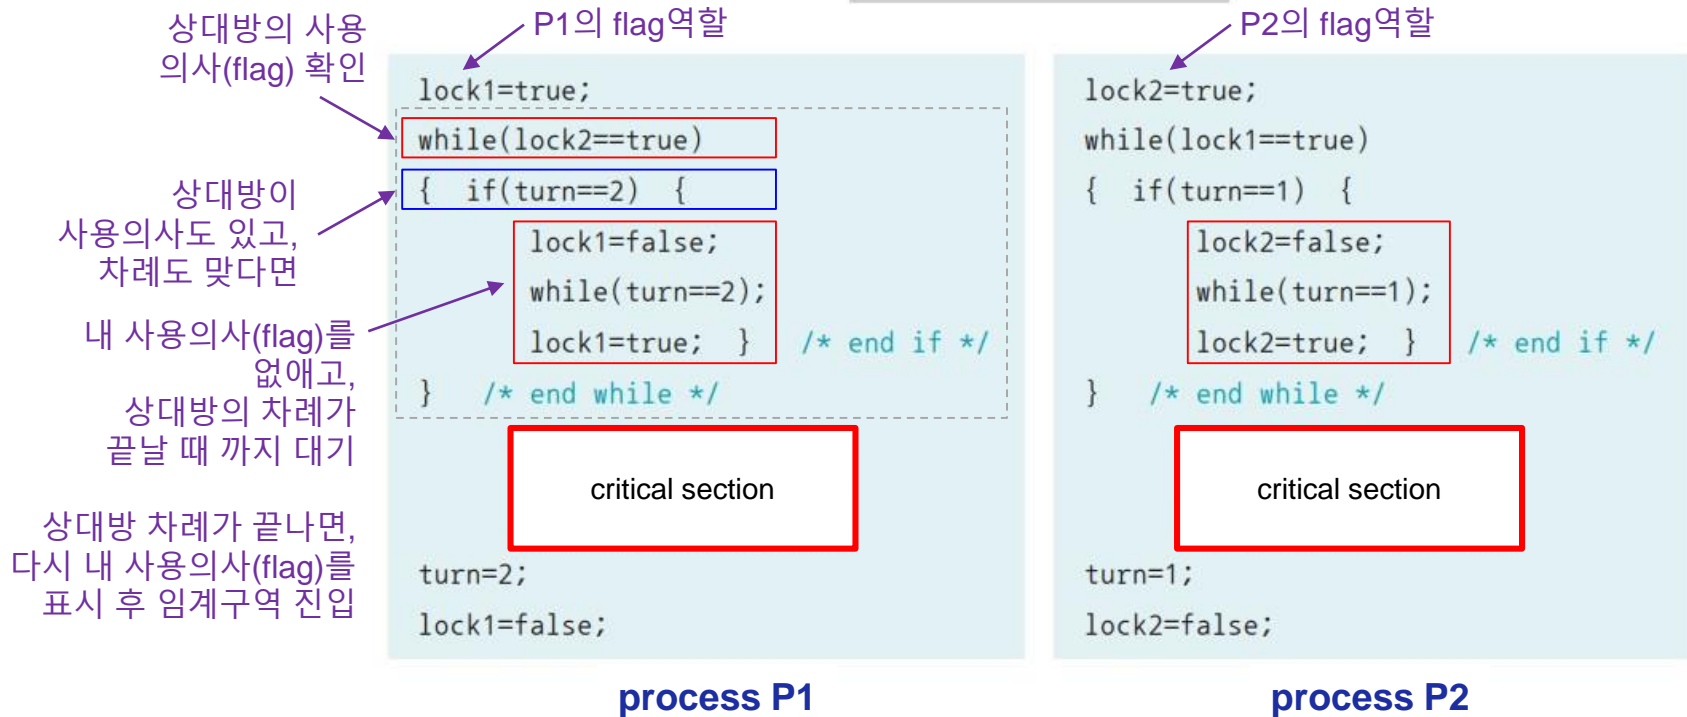 상대방의 사용
의사(flag) 확인
상대방이
사용의사도 있고,
차례도 맞다면
내 사용의사(flag)를
없애고,
상대방의 차례가
끝날 때 까지 대기
상대방 차례가 끝나면,
다시 내 사용의사(flag)를
표시 후 임계구역 진입
P1의 flag역할
lock1=true;
while(lock2==true)
{ if(turn==2) {
lock1=false;
while(turn==2);
lock1=true; } /* end if */
} /* end while */
critical section
turn=2;
lock1=false;
process P1
P2의 flag역할
lock2=true;
while(lock1==true)
{ if(turn==1) {
lock2=false;
while(turn==1);
lock2=true; } /* end if */
} /* end while */
critical section
turn=1;
lock2=false;
process P2